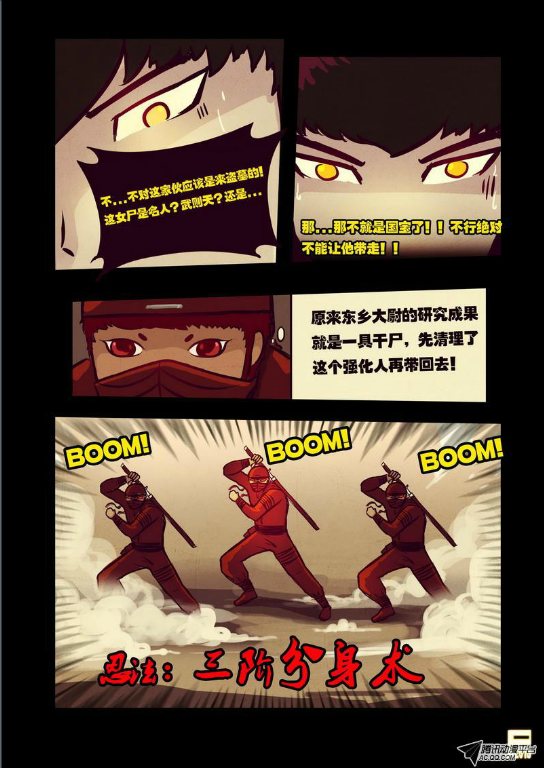 不...不对这家伙应该是来盗墓的！
这女尸是名人？武则天？还是...
那...那不就是国宝了！！不行绝对
不能让他带走！！
原来东乡大尉的研究成果
就是一具干尸，先清理了
这个强化人再带回去！
BOOM!
BOOM!
BOOM!
忍法：三阶分身术
腾讯动漫平台
AC.QQ.COM